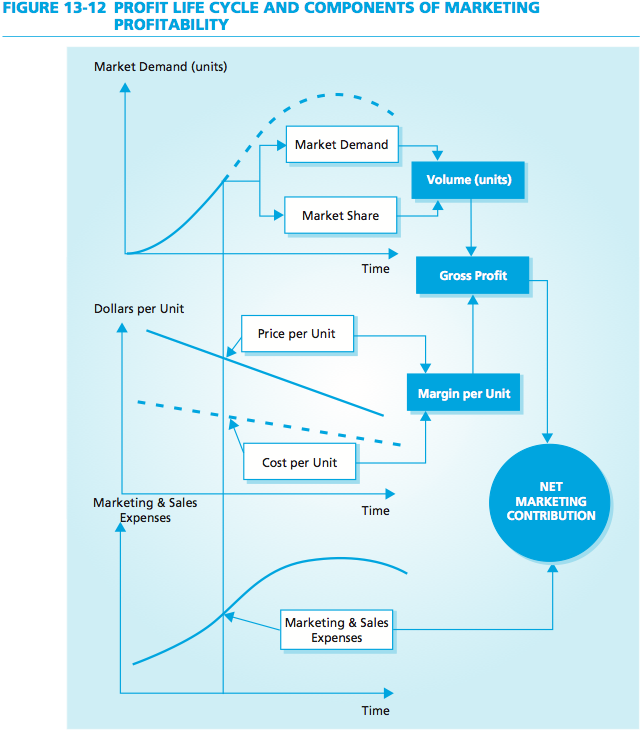 FIGURE 13-12 PROFIT LIFE CYCLE AND COMPONENTS OF MARKETING
PROFITABILITY
Market Demand (units)
Market Demand
Volume (units)
Market Share
Time
Gross Profit
Dollars per Unit
Price per Unit
Margin per Unit
Cost per Unit
Time
NET
MARKETING
CONTRIBUTION
Marketing & Sales
Expenses
Marketing & Sales
Expenses
Time